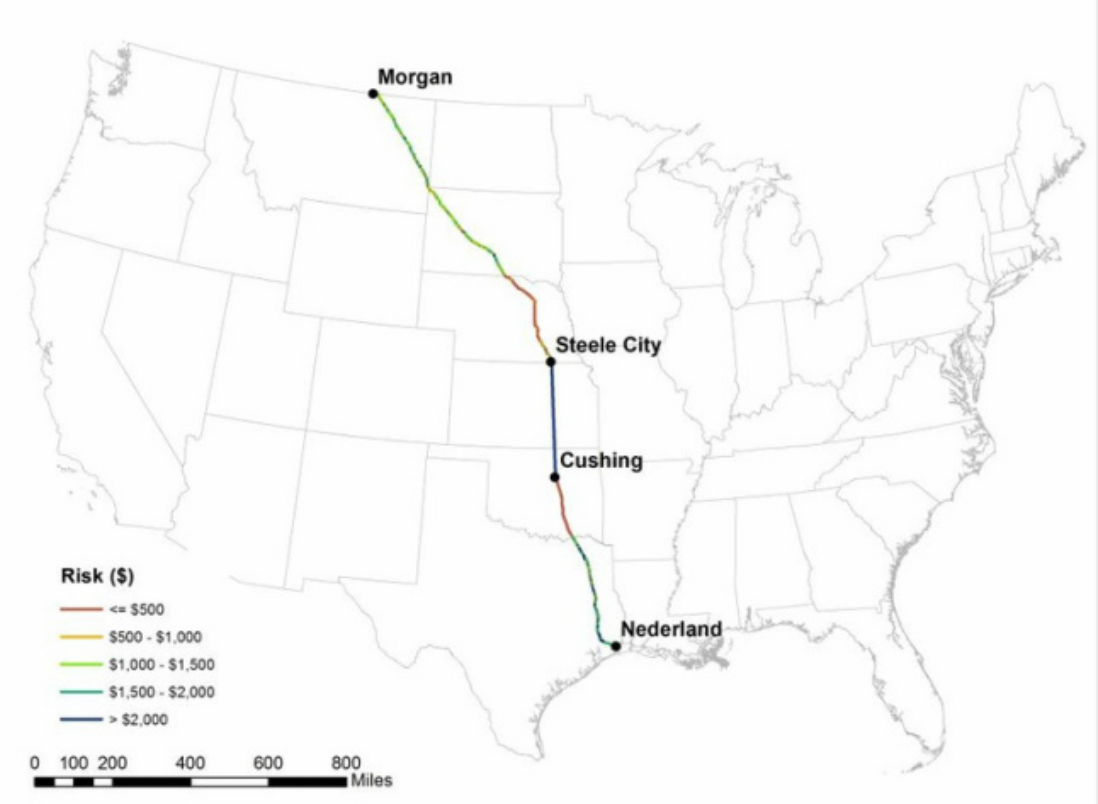 Morgan
Steele City
Cushing
Nederland
Risk ($)
<= $500
$500 - $1,000
$1,000 - $1,500
$1,500 - $2,000
> $2,000
0 100 200 400 600 800
Miles